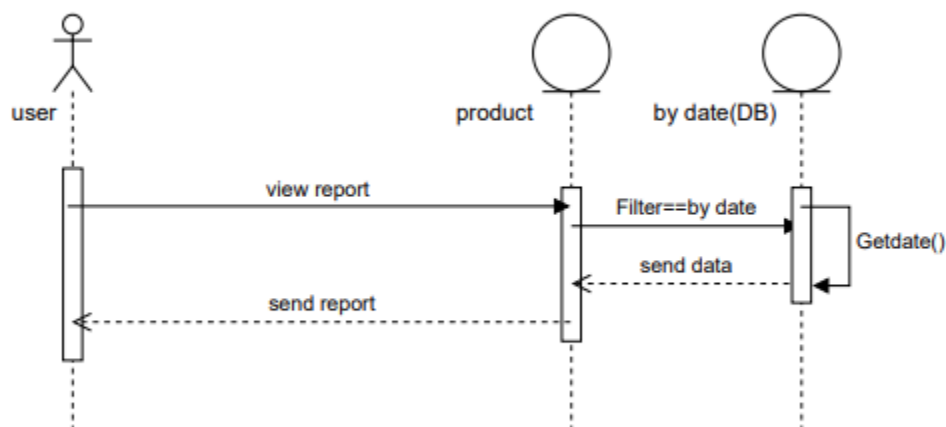 user
product
by date(DB)
view report
Filter==by date
Getdate()
send data
send report